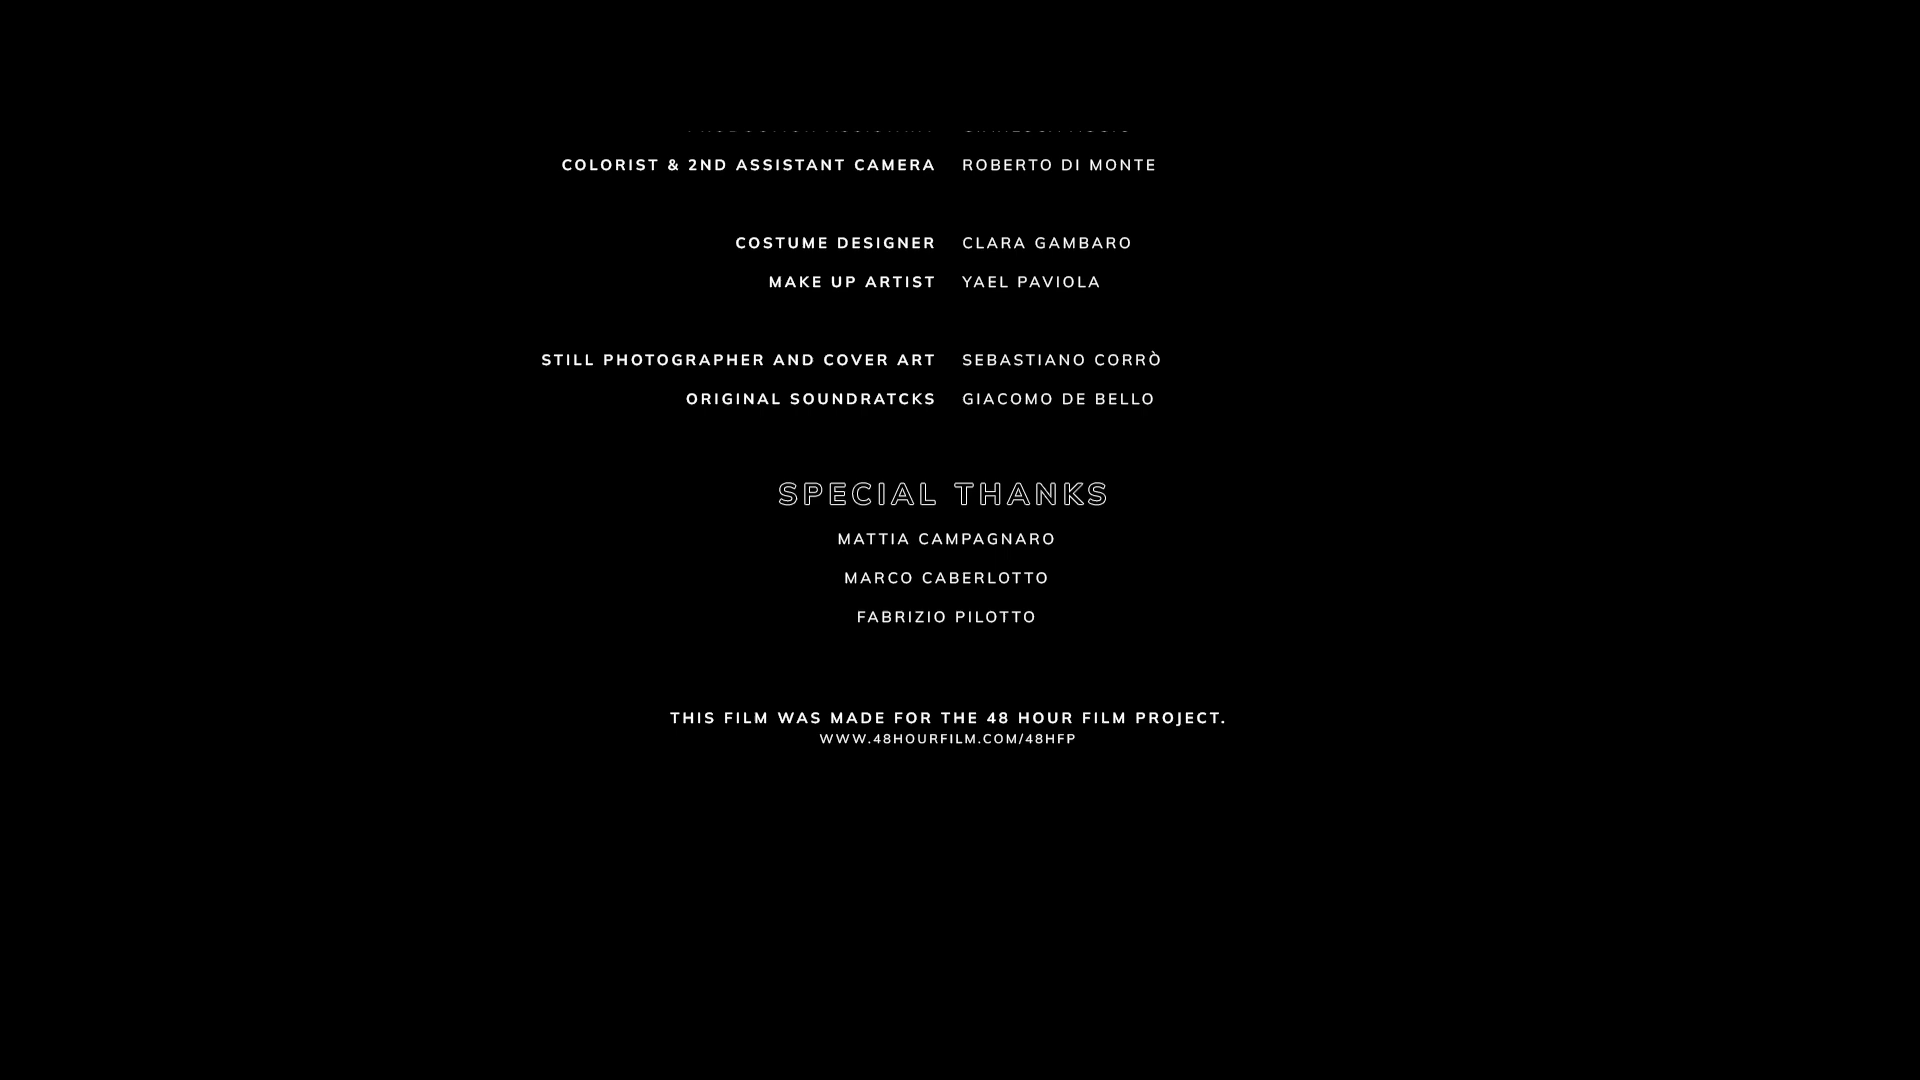 COLORIST & 2ND ASSISTANT CAMERA ROBERTO DI MONTE
COSTUME DESIGNER CLARA GAMBARO
MAKE UP ARTIST YAEL PAVIOLA
STILL PHOTOGRAPHER AND COVER ART SEBASTIANO CORRÒ
ORIGINAL SOUNDRATCKS GIACOMO DE BELLO
SPECIAL THANKS
MATTIA CAMPAGNARO
MARCO CABERLOTTO
FABRIZIO PILOTTO
THIS FILM WAS MADE FOR THE 48 HOUR FILM PROJECT.
WWW.48HOURFILM.COM/48HFP